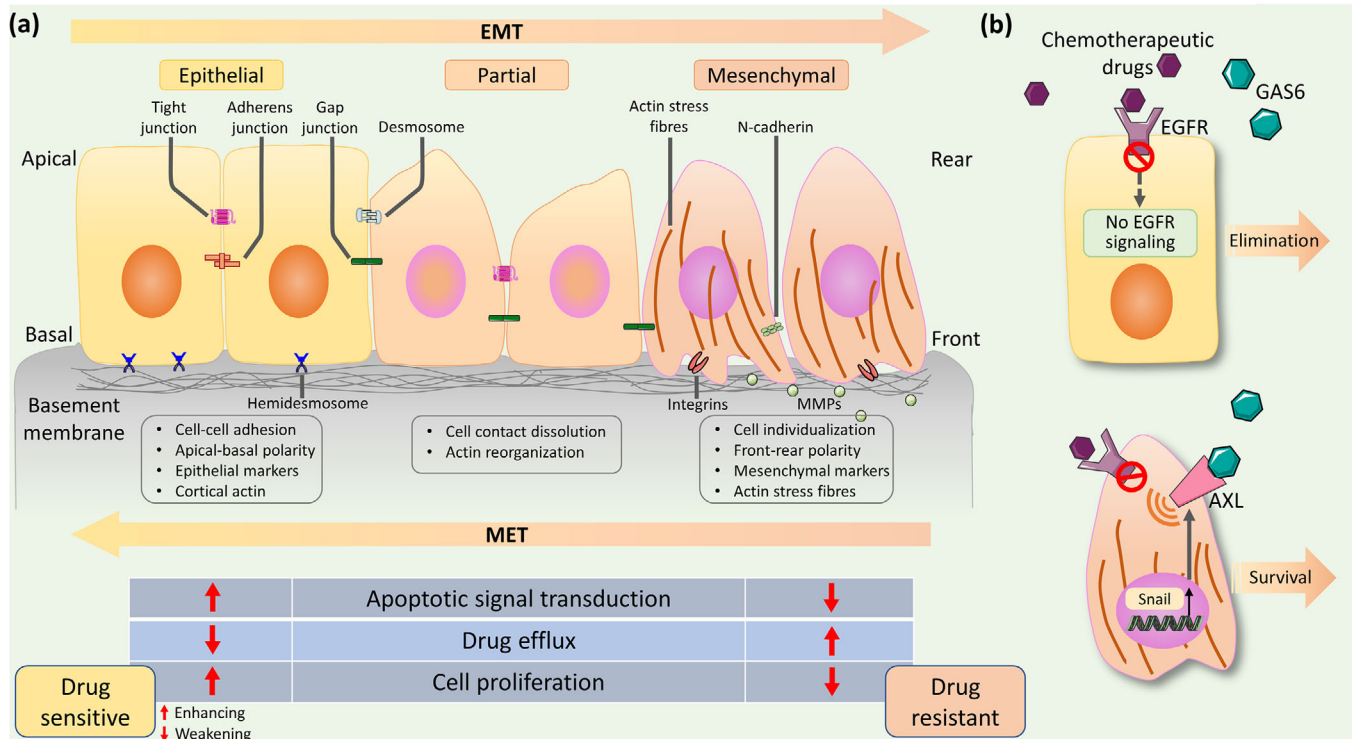 (a)
EMT
Epithelial
Partial
Mesenchymal
Tight
junction
Adherens
junction
Gap
junction
Desmosome
Actin stress
fibres
N-cadherin
Apical
Rear
Basal
Front
Basement
membrane
Hemidesmosome
Integrins
MMPs
• Cell-cell adhesion
• Apical-basal polarity
• Epithelial markers
• Cortical actin
• Cell contact dissolution
• Actin reorganization
• Cell individualization
• Front-rear polarity
• Mesenchymal markers
• Actin stress fibres
MET
Apoptotic signal transduction
Drug efflux
Cell proliferation
Drug
sensitive
Drug
resistant
Enhancing
Weakening
(b)
Chemotherapeutic
drugs
GAS6
EGFR
No EGFR
signaling
Elimination
AXL
Snail
Survival